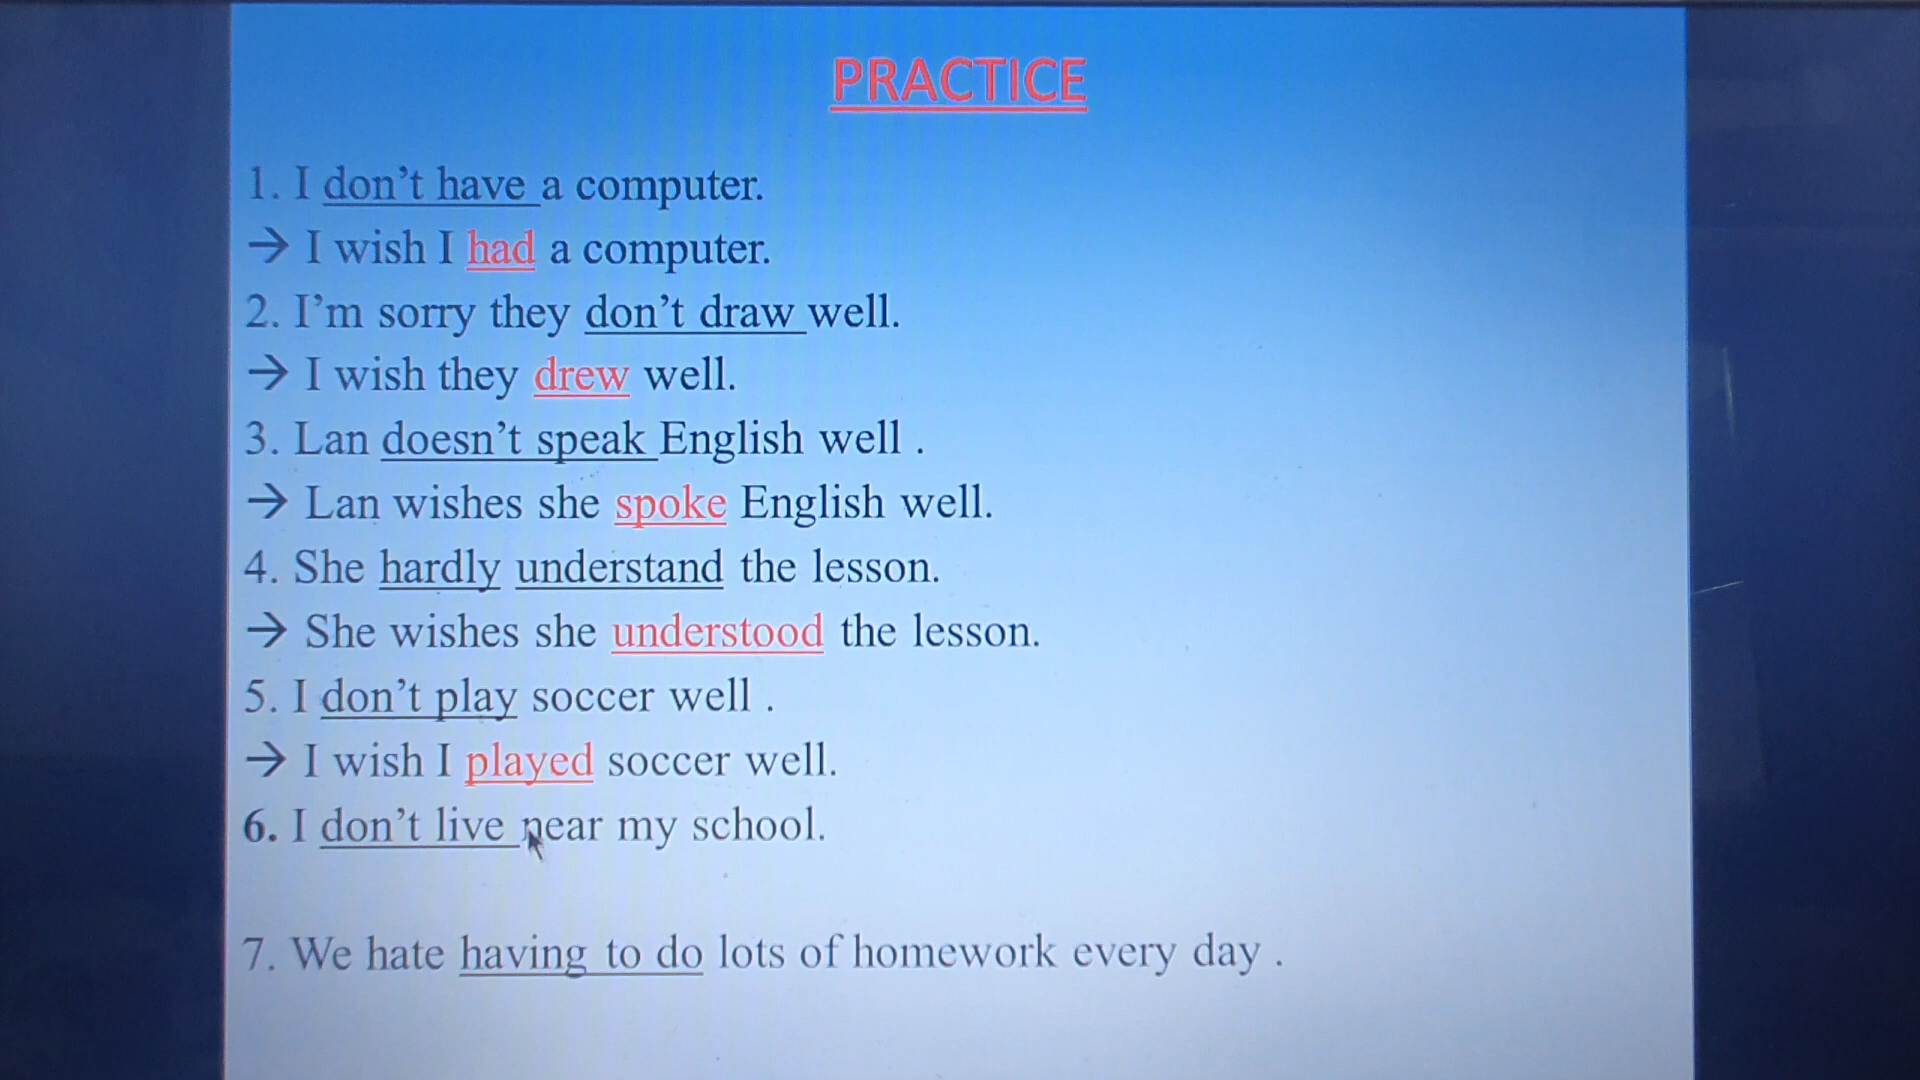 PRACTICE
1. I don’t have a computer.
→ I wish I had a computer.
2. I’m sorry they don’t draw well.
→ I wish they drew well.
3. Lan doesn’t speak English well .
→ Lan wishes she spoke English well.
4. She hardly understand the lesson.
→ She wishes she understood the lesson.
5. I don’t play soccer well .
→ I wish I played soccer well.
6. I don’t live near my school.
7. We hate having to do lots of homework every day .